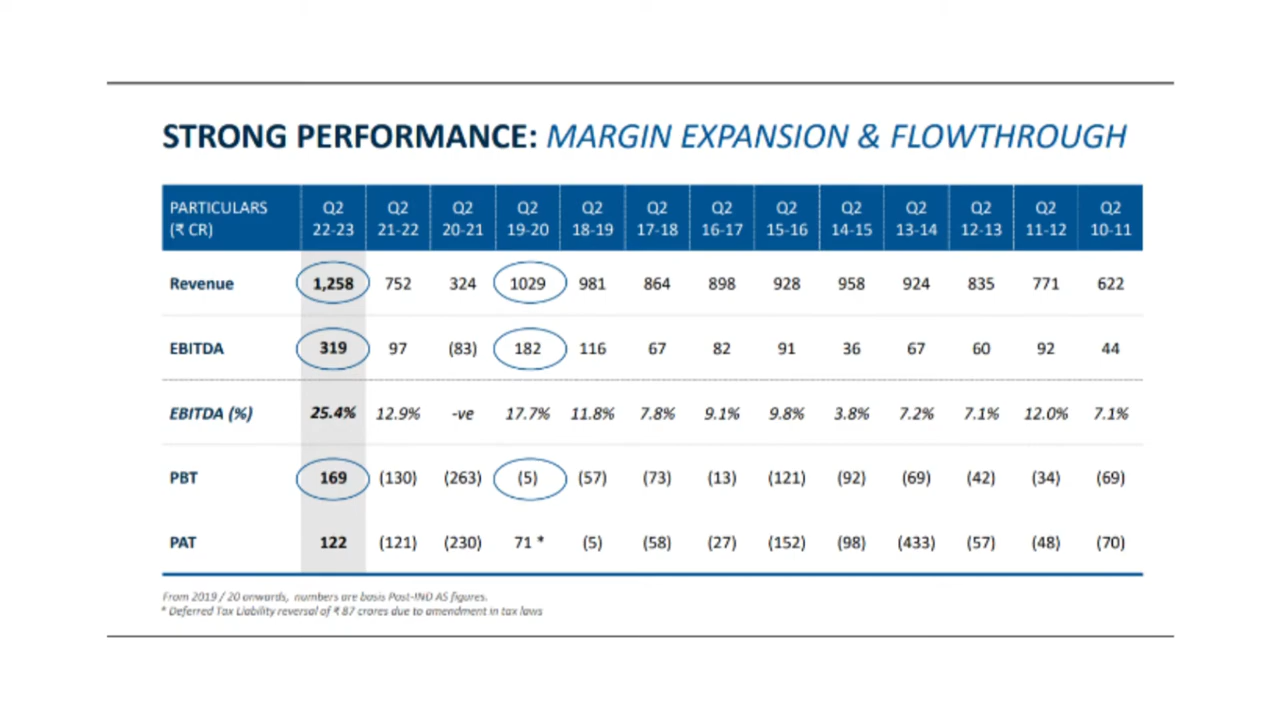 STRONG PERFORMANCE: MARGIN EXPANSION & FLOWTHROUGH
PARTICULARS Q2 Q2 Q2 Q2 Q2 Q2 Q2 Q2 Q2 Q2 Q2 Q2 Q2
(₹ CR) 22-23 21-22 20-21 19-20 18-19 17-18 16-17 15-16 14-15 13-14 12-13 11-12 10-11
Revenue 1,258 752 324 1029 981 864 898 928 958 924 835 771 622
EBITDA 319 97 (83) 182 116 67 82 91 36 67 60 92 44
EBITDA (%) 25.4% 12.9% -ve 17.7% 11.8% 7.8% 9.1% 9.8% 3.8% 7.2% 7.1% 12.0% 7.1%
PBT 169 (130) (263) (5) (57) (73) (13) (121) (92) (69) (42) (34) (69)
PAT 122 (121) (230) 71 * (5) (58) (27) (152) (98) (433) (57) (48) (70)
From 2019 / 20 onwards, numbers are basis Post-IND AS figures.
* Deferred Tax Liability reversal of ₹ 87 crores due to amendment in tax laws